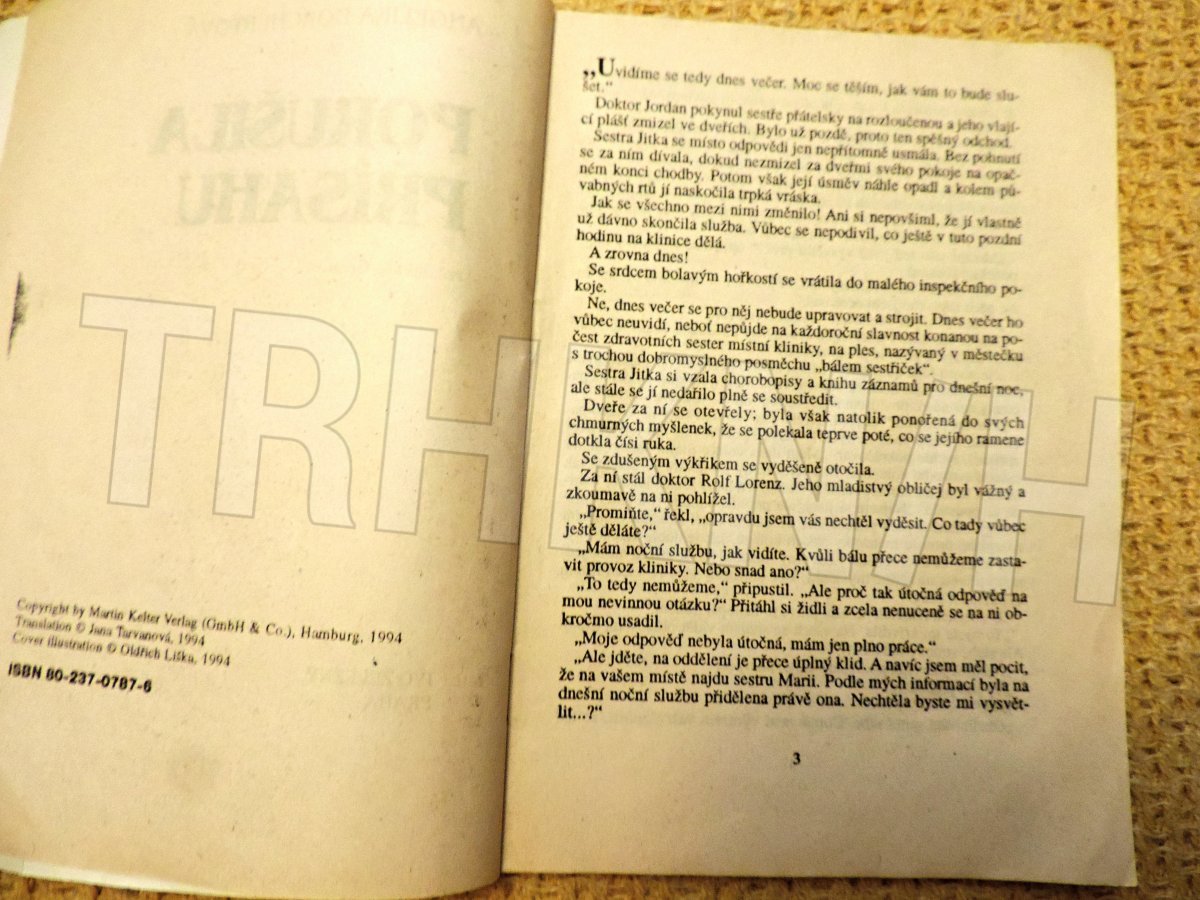 Copyright by Martin Kelter Verlag (GmbH & Co.), Hamburg, 1994
Translation © Jana Tarvanová, 1994
Cover illustration © Oldřich Liška, 1994
ISBN 80-237-0787-6
„Uvidíme se tedy dnes večer. Moc se těším, jak vám to bude slu-
šet.“
Doktor Jordan pokynul sestře přátelsky na rozloučenou a jeho vlají-
cí plášť zmizel ve dveřích. Bylo už pozdě, proto ten spěšný odchod.
Sestra Jitka se místo odpovědi jen nepřítomně usmála. Bez pohnutí
se za ním dívala, dokud nezmizel za dveřmi svého pokoje na opač-
ném konci chodby. Potom však její úsměv náhle opadl a kolem pů-
vabných rtů jí naskočila trpká vráska.
Jak se všechno mezi nimi změnilo! Ani si nepovšiml, že jí vlastně
už dávno skončila služba. Vůbec se nepodivil, co ještě v tuto pozdní
hodinu na klinice dělá.
A zrovna dnes!
Se srdcem bolavým hořkostí se vrátila do malého inspekčního po-
koje.
Ne, dnes večer se pro něj nebude upravovat a strojit. Dnes večer ho
vůbec neuvidí, neboť nepůjde na každoroční slavnost konanou na po-
čest zdravotních sester místní kliniky, na ples, nazývaný v městečku
s trochou dobromyslného posměchu „bálem sestřiček“.
Sestra Jitka si vzala chorobopisy a knihu záznamů pro dnešní noc,
ale stále se jí nedařilo plně se soustředit.
Dveře za ní se otevřely; byla však natolik ponořená do svých
chmurných myšlenek, že se polekala teprve poté, co se jejího ramene
dotkla čísi ruka.
Se zdušeným výkřikem se vyděšeně otočila.
Za ní stál doktor Rolf Lorenz. Jeho mladistvý obličej byl vážný a
zkoumavě na ni pohlížel.
„Promiňte,“ řekl, „opravdu jsem vás nechtěl vyděsit. Co tady vůbec
ještě děláte?“
„Mám noční službu, jak vidíte. Kvůli bálu přece nemůžeme zasta-
vit provoz kliniky. Nebo snad ano?“
„To tedy nemůžeme,“ připustil. „Ale proč tak útočná odpověď na
mou nevinnou otázku?“ Přitáhl si židli a zcela nenuceně se na ni ob-
kročmo usadil.
„Moje odpověď nebyla útočná, mám jen plno práce.“
„Ale jděte, na oddělení je přece úplný klid. A navíc jsem měl pocit,
že na vašem místě najdu sestru Marii. Podle mých informací byla na
dnešní noční službu přidělena právě ona. Nechtěla byste mi vysvět-
lit...?“
3
TRHKNIH